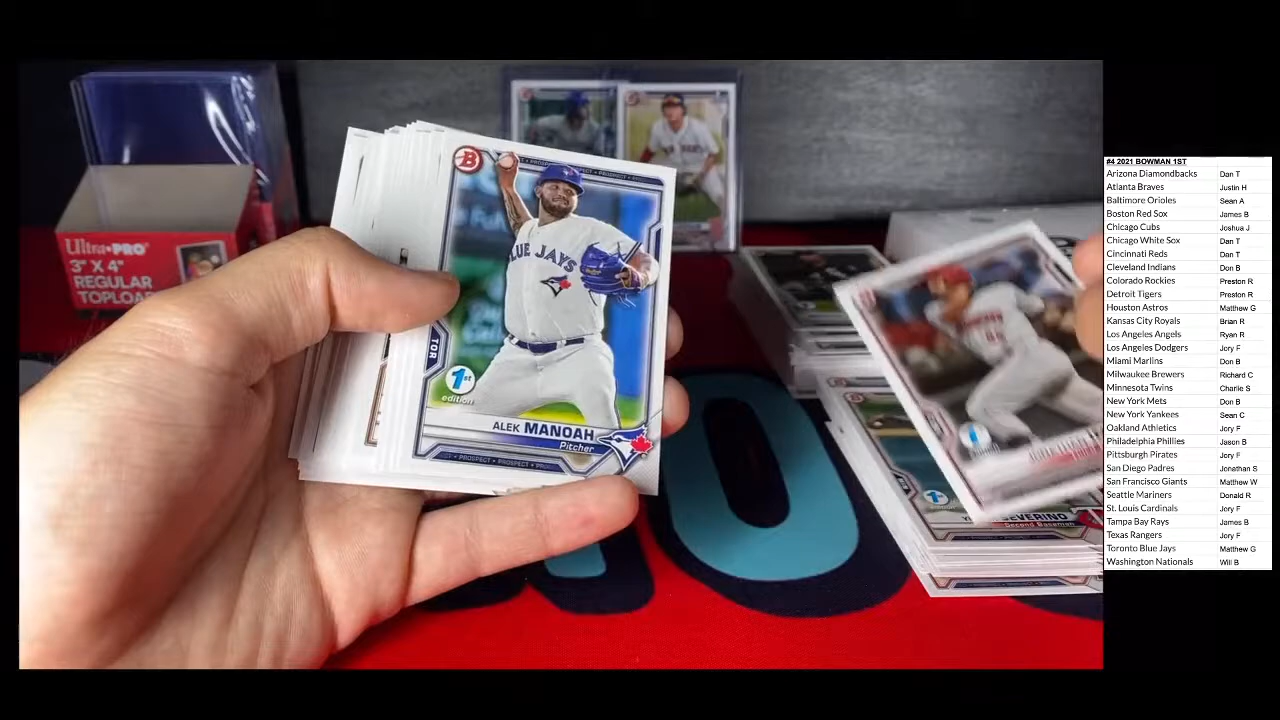 B
BLUE JAYS
TOR
1st
edition
ALEK MANOAH
Pitcher
• PROSPECT • PROSPECT •
Ultra•PRO
3" X 4"
REGULAR
TOPLOA
SEVERINO
Second Baseman
#4 2021 BOWMAN 1ST
Arizona Diamondbacks Dan T
Atlanta Braves Justin H
Baltimore Orioles Sean A
Boston Red Sox James B
Chicago Cubs Joshua J
Chicago White Sox Dan T
Cincinnati Reds Dan T
Cleveland Indians Don B
Colorado Rockies Preston R
Detroit Tigers Preston R
Houston Astros Matthew G
Kansas City Royals Brian R
Los Angeles Angels Ryan R
Los Angeles Dodgers Jory F
Miami Marlins Don B
Milwaukee Brewers Richard C
Minnesota Twins Charlie S
New York Mets Don B
New York Yankees Sean C
Oakland Athletics Jory F
Philadelphia Phillies Jason B
Pittsburgh Pirates Jory F
San Diego Padres Jonathan S
San Francisco Giants Matthew W
Seattle Mariners Donald R
St. Louis Cardinals Jory F
Tampa Bay Rays James B
Texas Rangers Jory F
Toronto Blue Jays Matthew G
Washington Nationals Will B